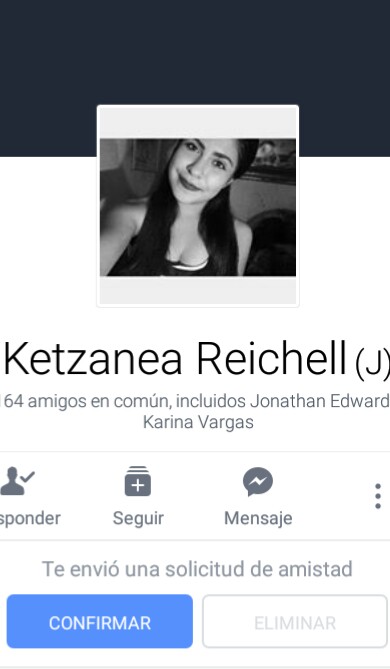 Ketzanea Reichell (J)
164 amigos en común, incluidos Jonathan Edward
Karina Vargas
sponder
Seguir
Mensaje
Te envió una solicitud de amistad
CONFIRMAR
ELIMINAR